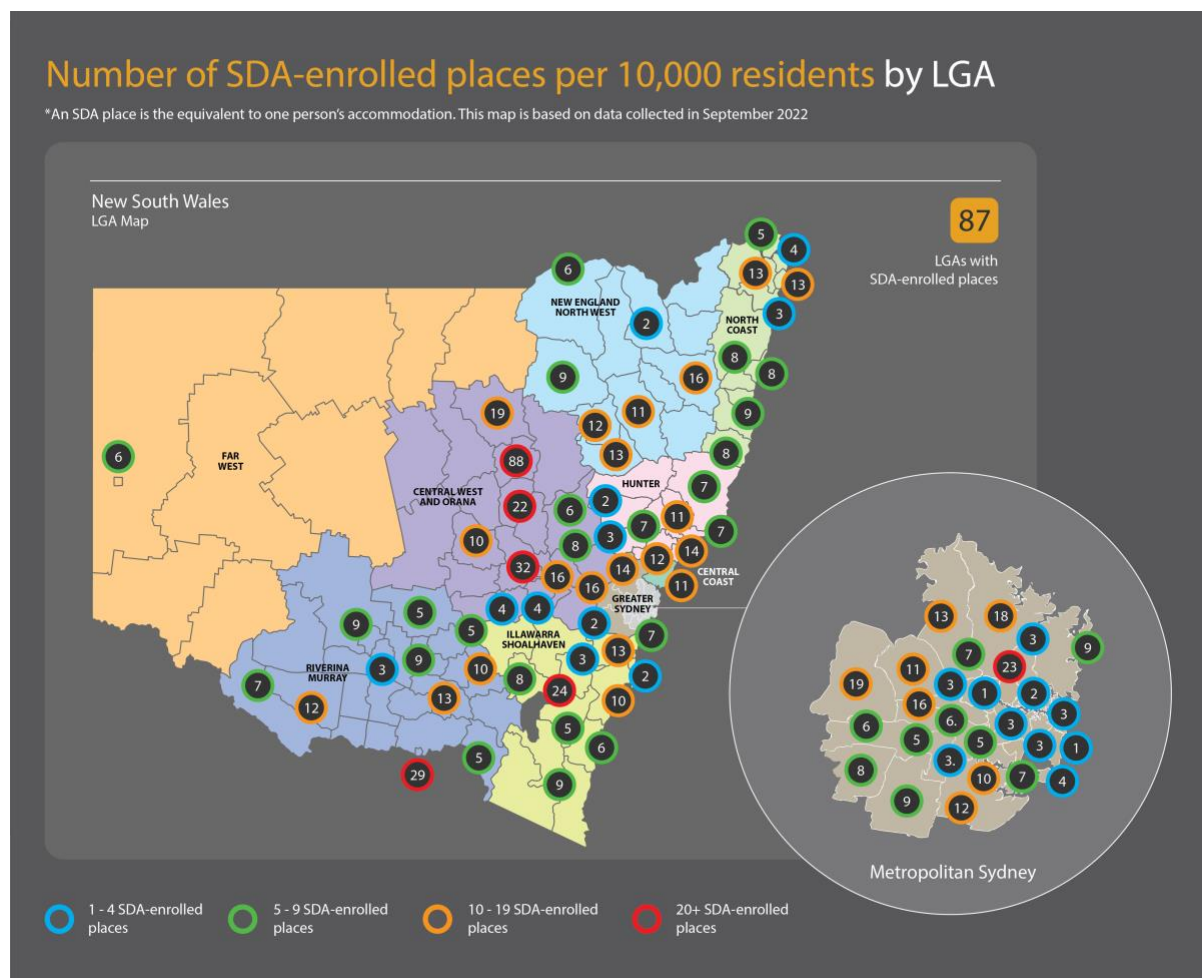 Number of SDA-enrolled places per 10,000 residents by LGA
*An SDA place is the equivalent to one person's accommodation. This map is based on data collected in September 2022
New South Wales
LGA Map
87
LGAs with
SDA-enrolled places
5
4
6
13
13
NEW ENGLAND
NORTH WEST
2
NORTH
COAST
3
8
9
16
8
19
12
11
9
6
88
13
8
FAR
WEST
HUNTER
7
CENTRAL WEST
AND ORANA
22
6
2
11
10
8
3
7
7
32
16
14
12
14
CENTRAL
COAST
16
11
GREATER
SYDNEY
9
5
4
4
2
5
ILLAWARRA
SHOALHAVEN
7
RIVERINA
MURRAY
3
9
10
3
13
7
12
13
8
24
2
10
5
29
5
6
9
13
18
3
9
7
23
11
19
3
1
2
16
3
6.
3
6
5
5
3
1
8
3.
10
7
4
9
12
Metropolitan Sydney
1 - 4 SDA-enrolled
places
5 - 9 SDA-enrolled
places
10 - 19 SDA-enrolled
places
20+ SDA-enrolled
places